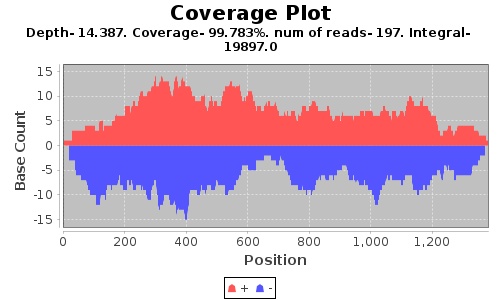 Coverage Plot
Depth- 14.387. Coverage- 99.783%. num of reads- 197. Integral-
19897.0
15
10
5
0
-5
-10
-15
Base Count
0 200 400 600 800 1,000 1,200
Position
+ -